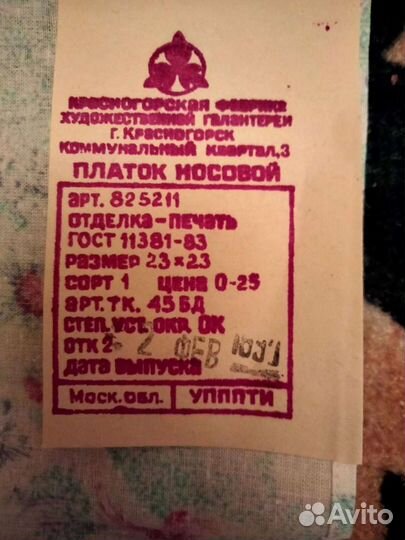 КРАСНОГОРСКАЯ ФАБРИКА
ХУДОЖЕСТВЕННОЙ ГАЛАНТЕРЕИ
Г. КРАСНОГОРСК
КОММУНАЛЬНЫЙ КВАРТАЛ, 3
ПЛАТОК НОСОВОЙ
АРТ. 825211
ОТДЕЛКА-ПЕЧАТЬ
ГОСТ 11381-83
РАЗМЕР 23×23
СОРТ 1 ЦЕНА 0-25
АРТ. ТК. 45 БД
СТЕП. УСТ. ОКР. ОК
ОТК 2 - 2 ФЕВ
ДАТА ВЫПУСКА
МОСК. ОБЛ. УППППТИ
Avito